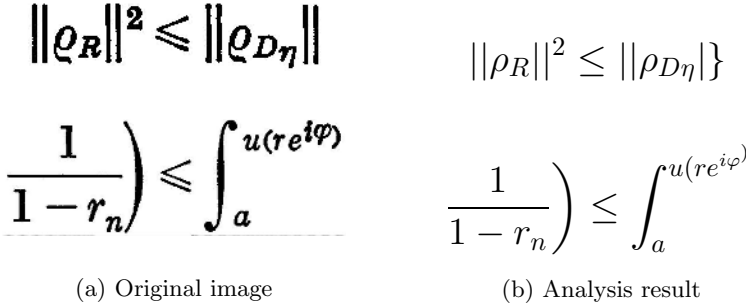 ||ϱ_R||² ⩽ ||ϱ_{D_η}||
||ρ_R||² ≤ ||ρ_{Dη}|}
1/(1 − r_n) ) ⩽ ∫_a^{u(re^{iφ})}
1/(1 − r_n) ) ≤ ∫_a^{u(re^{iφ})}
(a) Original image
(b) Analysis result